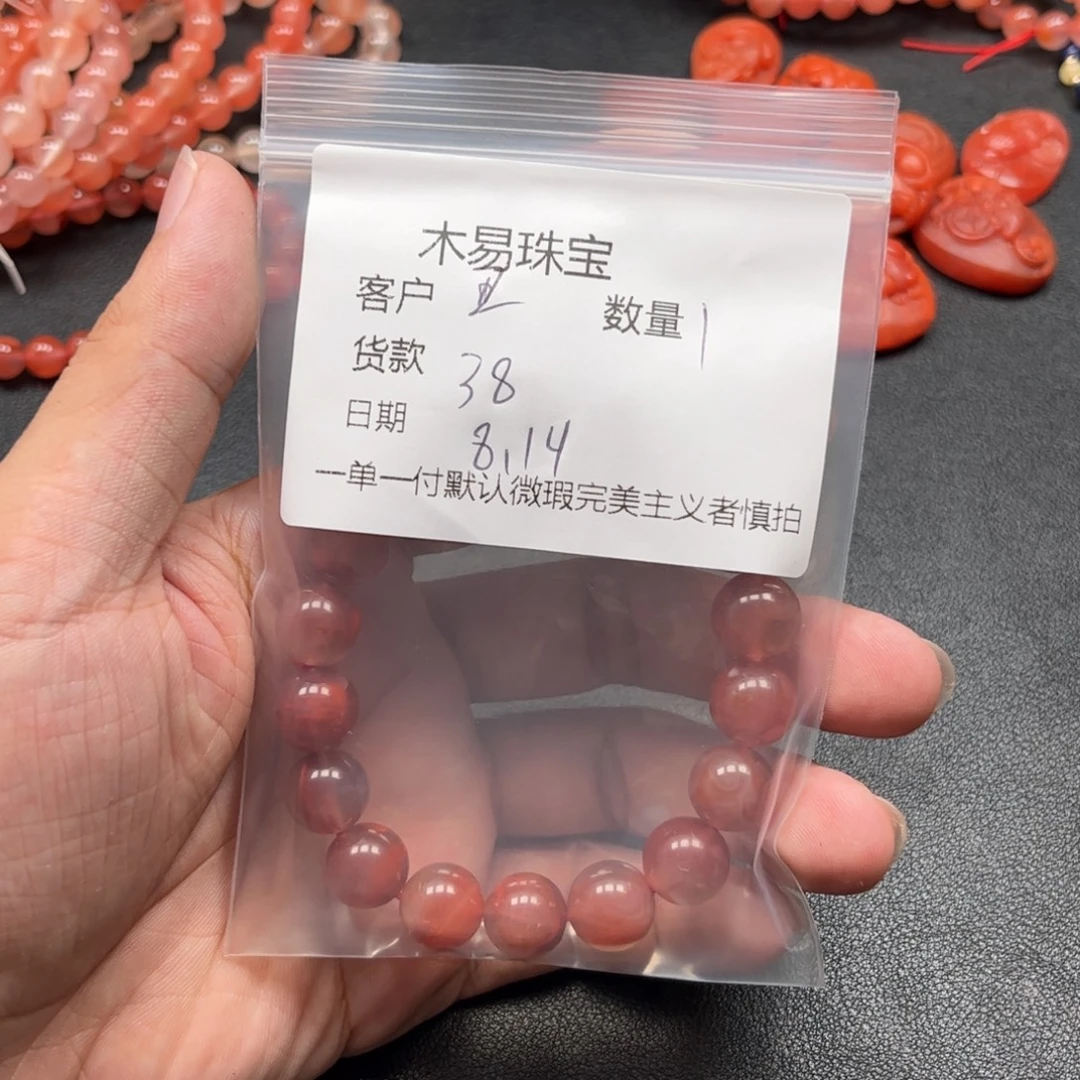 木易珠宝
客户 数量 1
货款 38
日期 8.14
一单一付默认微瑕完美主义者慎拍